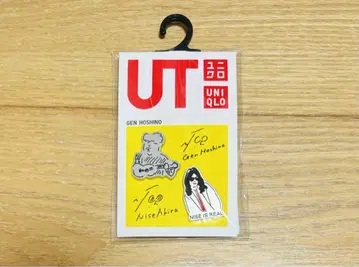 UT
ユニ
クロ
UNI
QLO
GEN HOSHINO
Gen Hoshino
Nise Akira
NISE IS REAL